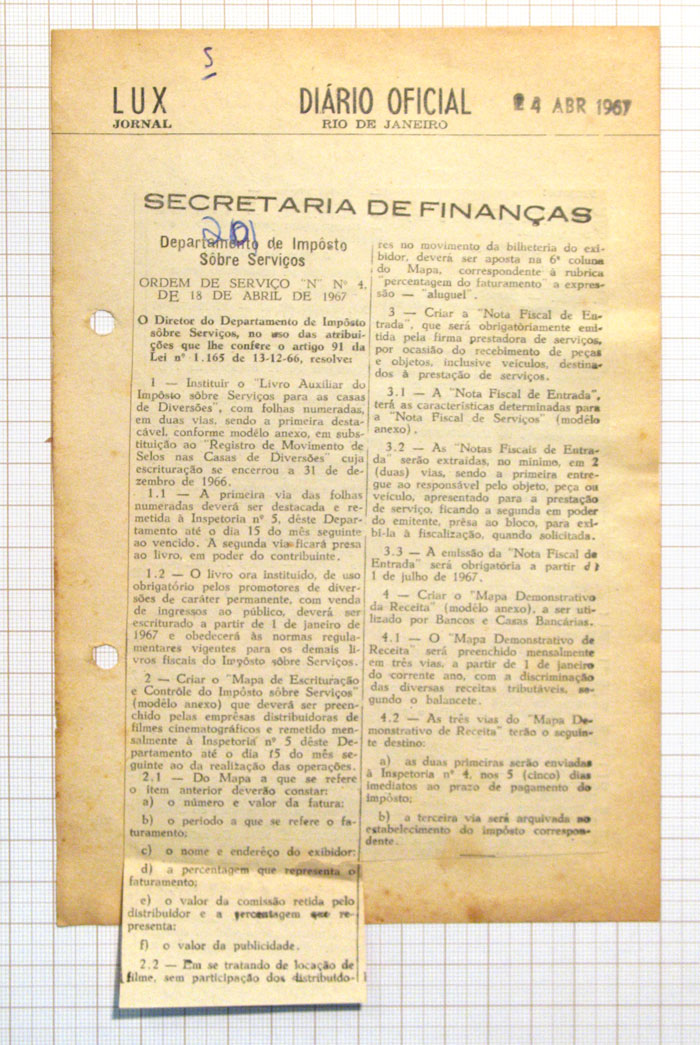 5
LUX
JORNAL
DIÁRIO OFICIAL
RIO DE JANEIRO
24 ABR 1967
SECRETARIA DE FINANÇAS
201
Departamento de Impôsto
Sôbre Serviços
ORDEM DE SERVIÇO "N" Nº 4,
DE 18 DE ABRIL DE 1967
O Diretor do Departamento de Impôsto
sôbre Serviços, no uso das atribui-
ções que lhe confere o artigo 91 da
Lei nº 1.165 de 13-12-66, resolve:
1 — Instituir o "Livro Auxiliar do
Impôsto sôbre Serviços para as casas
de Diversões", com folhas numeradas,
em duas vias, sendo a primeira desta-
cável, conforme modêlo anexo, em subs-
tituição ao "Registro de Movimento de
Selos nas Casas de Diversões" cuja
escrituração se encerrou a 31 de de-
zembro de 1966.
1.1 — A primeira via das folhas
numeradas deverá ser destacada e re-
metida à Inspetoria nº 5, dêste Depar-
tamento até o dia 15 do mês seguinte
ao vencido. A segunda via ficará presa
ao livro, em poder do contribuinte.
1.2 — O livro ora instituído, de uso
obrigatório pelos promotores de diver-
sões de caráter permanente, com venda
de ingressos ao público, deverá ser
escriturado a partir de 1 de janeiro de
1967 e obedecerá às normas regula-
mentares vigentes para os demais li-
vros fiscais do Impôsto sôbre Serviços.
2 — Criar o "Mapa de Escrituração
e Contrôle do Impôsto sôbre Serviços"
(modêlo anexo) que deverá ser preen-
chido pelas emprêsas distribuidoras de
filmes cinematográficos e remetido men-
salmente à Inspetoria nº 5 dêste De-
partamento até o dia 15 do mês se-
guinte ao da realização das operações.
2.1 — Do Mapa a que se refere
o item anterior deverão constar:
a) o número e valor da fatura:
b) o periodo a que se refere o fa-
turamento;
c) o nome e enderêço do exibidor:
d) a percentagem que representa o
faturamento;
e) o valor da comissão retida pelo
distribuidor e a percentagem que re-
presenta:
f) o valor da publicidade.
2.2 — Em se tratando de locação de
filme, sem participação dos distribuido-
res no movimento da bilheteria do exi-
bidor, deverá ser aposta na 6ª coluna
do Mapa, correspondente à rubrica
"percentagem do faturamento a expres-
são — "aluguel".
3 — Criar a "Nota Fiscal de En-
trada", que será obrigatòriamente emi-
tida pela firma prestadora de serviços,
por ocasião do recebimento de peças
e objetos, inclusive veículos, destina-
dos à prestação de serviços.
3.1 — A "Nota Fiscal de Entrada",
terá as características determinadas para
a "Nota Fiscal de Serviços" (modêlo
anexo).
3.2 — As "Notas Fiscais de Entra-
da" serão extraídas, no mínimo, em 2
(duas) vias, sendo a primeira entre-
gue ao responsável pelo objeto, peça ou
veículo, apresentado para a prestação
de serviço, ficando a segunda em poder
do emitente, prêsa ao bloco, para exi-
bi-la à fiscalização, quando solicitada.
3.3 — A emissão da "Nota Fiscal de
Entrada" será obrigatória a partir
1 de julho de 1967.
4 — Criar o "Mapa Demonstrativo
da Receita" (modêlo anexo), a ser uti-
lizado por Bancos e Casas Bancárias.
4.1 — O "Mapa Demonstrativo de
Receita" será preenchido mensalmente
em três vias, a partir de 1 de janeiro
do corrente ano, com a discriminação
das diversas receitas tributáveis, se-
gundo o balancete.
4.2 — As três vias do "Mapa De-
monstrativo de Receita" terão o seguin-
te destino:
a) as duas primeiras serão enviadas
à Inspetoria nº 4, nos 5 (cinco) dias
imediatos ao prazo de pagamento do
impôsto;
b) a terceira via será arquivada no
estabelecimento do impôsto correspon-
dente.